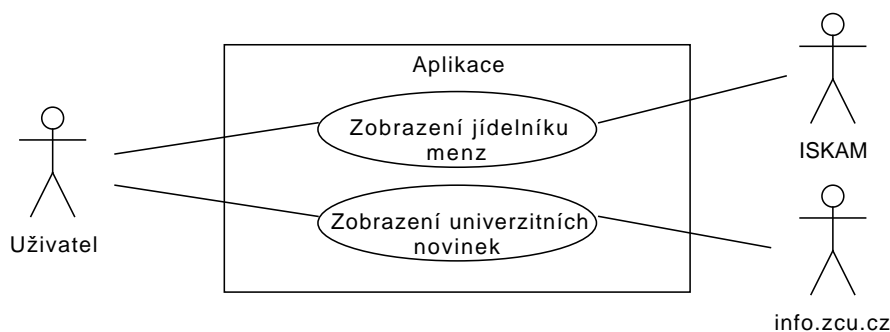 Aplikace
Zobrazení jídelníku
menz
ISKAM
Zobrazení univerzitních
novinek
Uživatel
info.zcu.cz